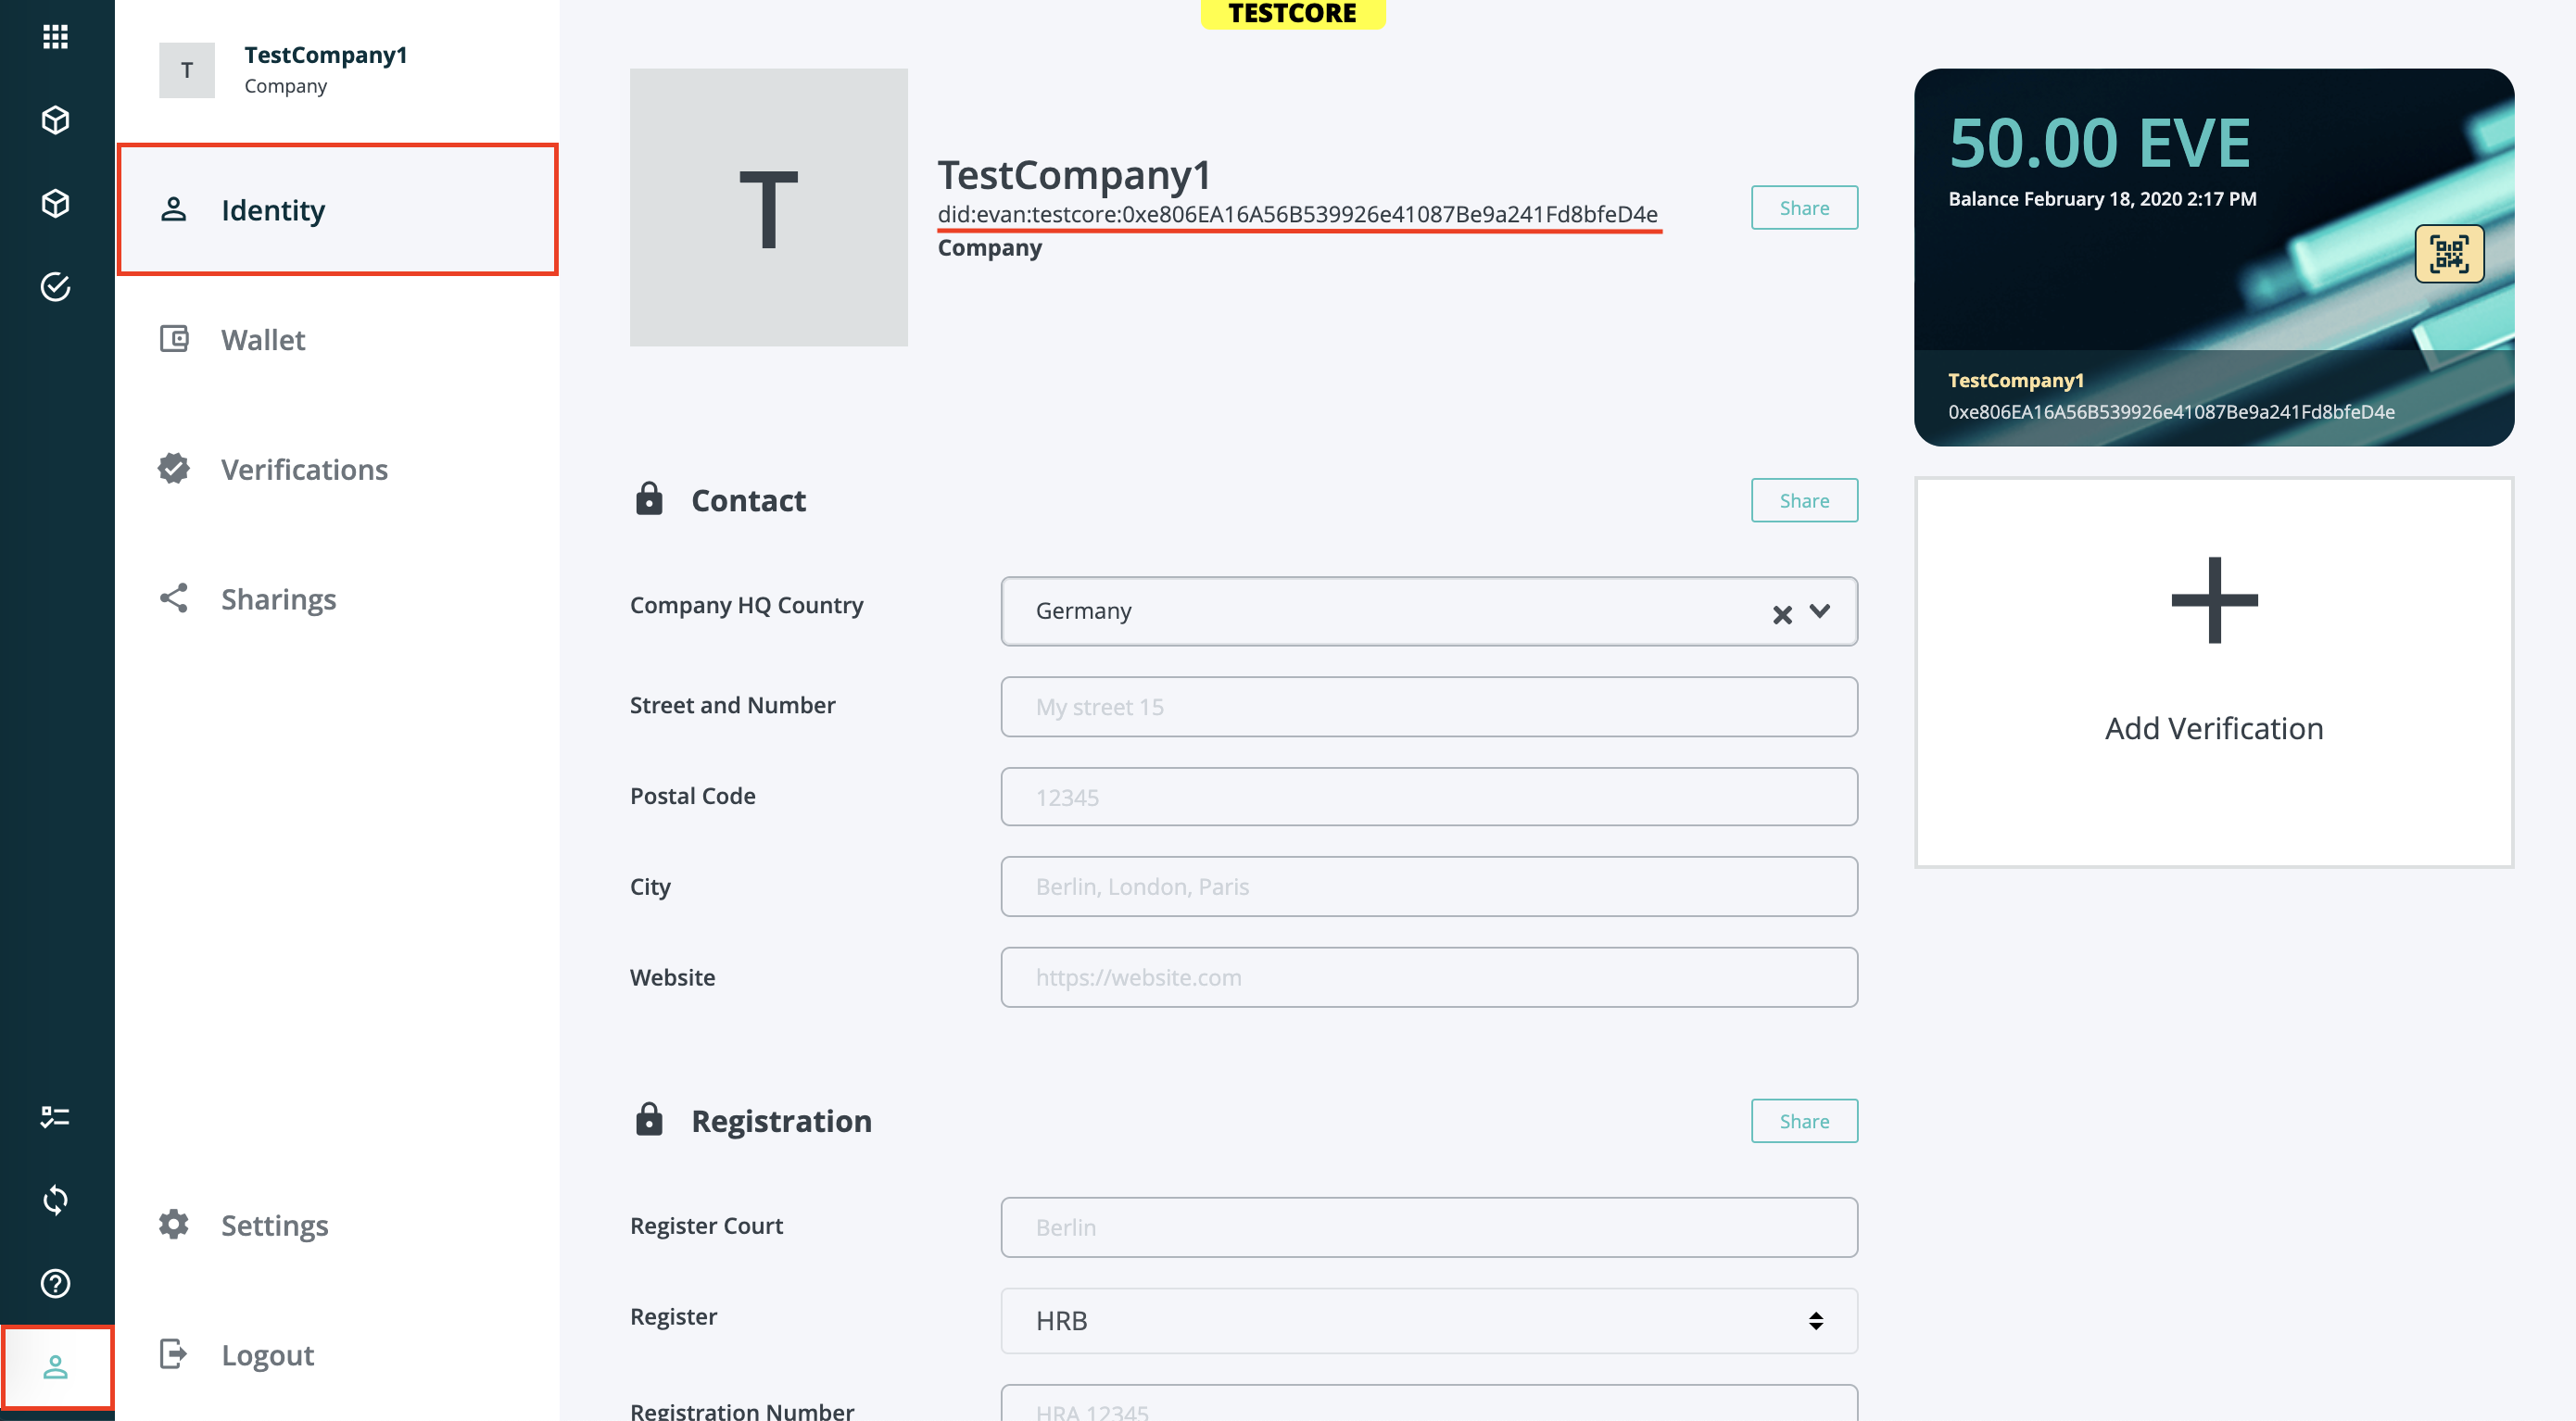 TESTCORE
T
TestCompany1
Company
Identity
Wallet
Verifications
Sharings
Settings
Logout
T
TestCompany1
did:evan:testcore:0xe806EA16A56B539926e41087Be9a241Fd8bfeD4e
Company
Share
Contact
Share
Company HQ Country
Germany
Street and Number
My street 15
Postal Code
12345
City
Berlin, London, Paris
Website
https://website.com
Registration
Share
Register Court
Berlin
Register
HRB
Registration Number
HRA 12345
50.00 EVE
Balance February 18, 2020 2:17 PM
TestCompany1
0xe806EA16A56B539926e41087Be9a241Fd8bfeD4e
Add Verification